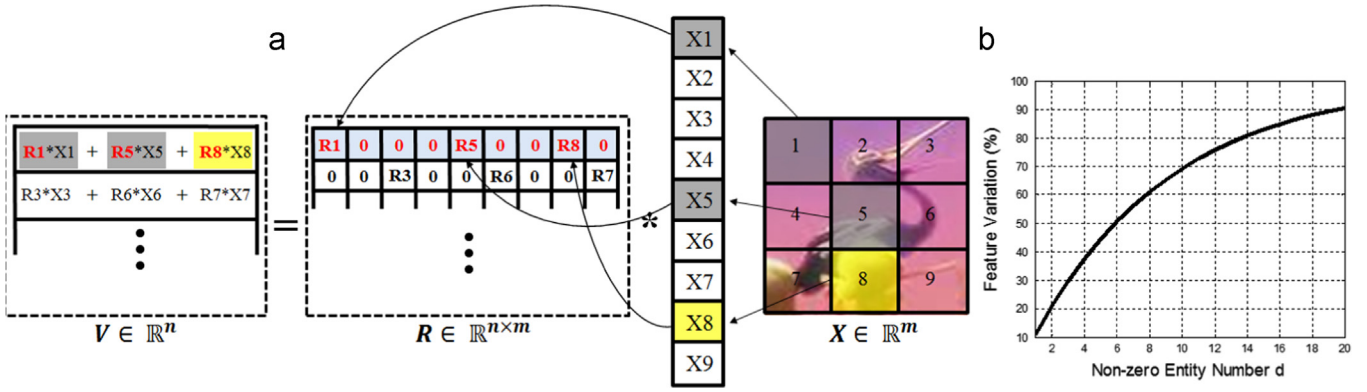 a
b
R1*X1 + R5*X5 + R8*X8
R3*X3 + R6*X6 + R7*X7
V ∈ ℝⁿ
=
R1 0 0 0 R5 0 0 R8 0
0 0 R3 0 0 R6 0 0 R7
R ∈ ℝⁿˣᵐ
*
X1
X2
X3
X4
X5
X6
X7
X8
X9
1 2 3
4 5 6
7 8 9
X ∈ ℝᵐ
Feature Variation (%)
100
90
80
70
60
50
40
30
20
10
2 4 6 8 10 12 14 16 18 20
Non-zero Entity Number d